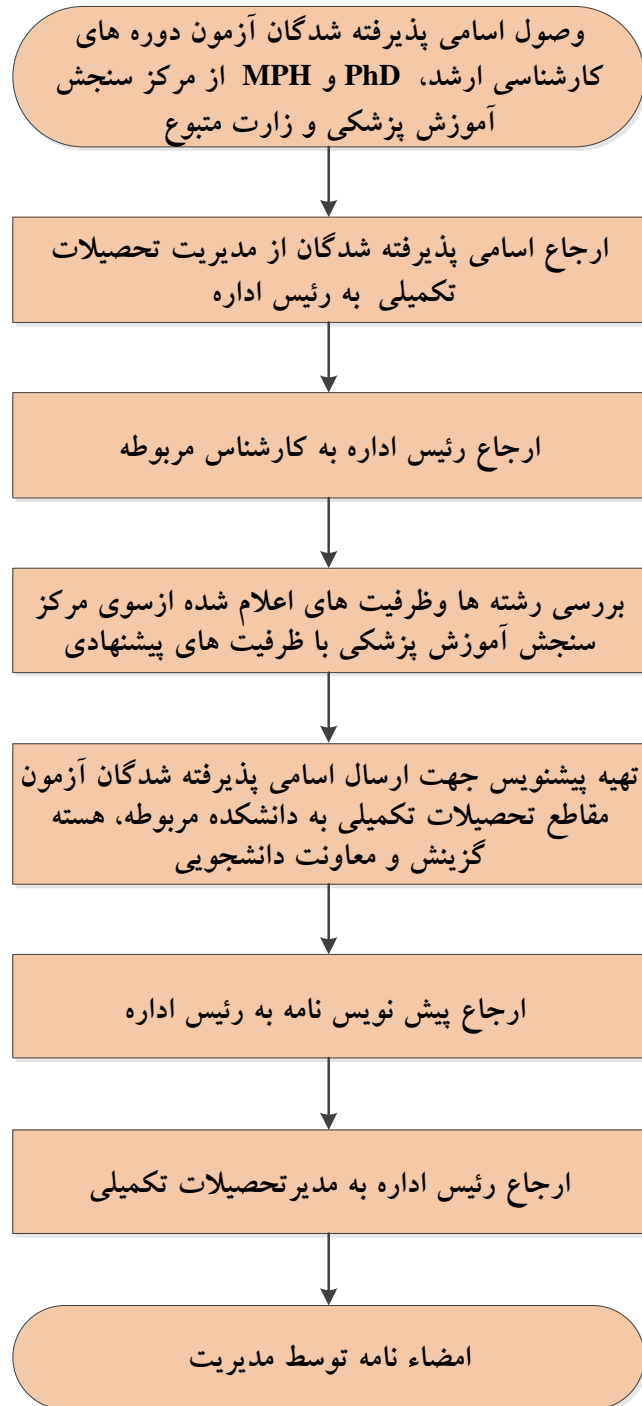 وصول اسامی پذیرفته شدگان آزمون دوره های
کارشناسی ارشد، PhD و MPH از مرکز سنجش
آموزش پزشکی و زارت متبوع
ارجاع اسامی پذیرفته شدگان از مدیریت تحصیلات
تکمیلی به رئیس اداره
ارجاع رئیس اداره به کارشناس مربوطه
بررسی رشته ها وظرفیت های اعلام شده ازسوی مرکز
سنجش آموزش پزشکی با ظرفیت های پیشنهادی
تهیه پیشنویس جهت ارسال اسامی پذیرفته شدگان آزمون
مقاطع تحصیلات تکمیلی به دانشکده مربوطه، هسته
گزینش و معاونت دانشجویی
ارجاع پیش نویس نامه به رئیس اداره
ارجاع رئیس اداره به مدیرتحصیلات تکمیلی
امضاء نامه توسط مدیریت